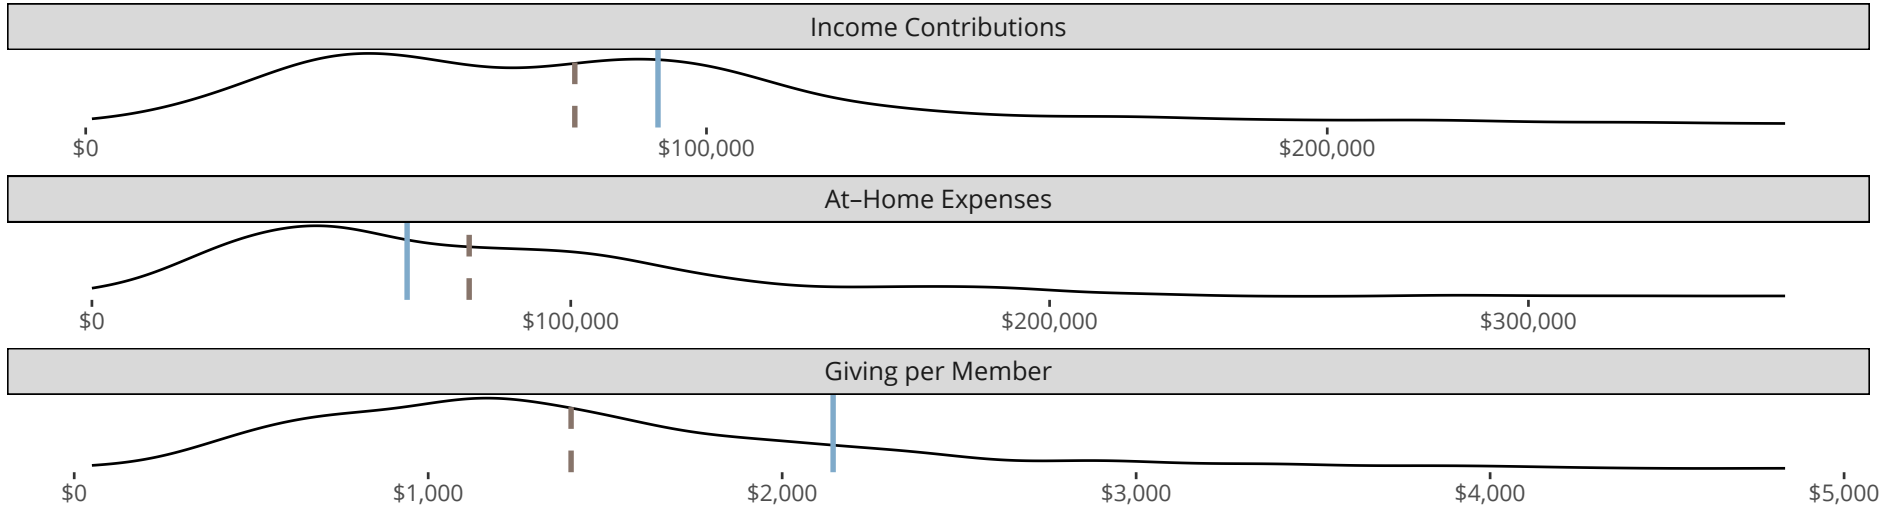 Income Contributions
$0 $100,000 $200,000
At–Home Expenses
$0 $100,000 $200,000 $300,000
Giving per Member
$0 $1,000 $2,000 $3,000 $4,000 $5,000